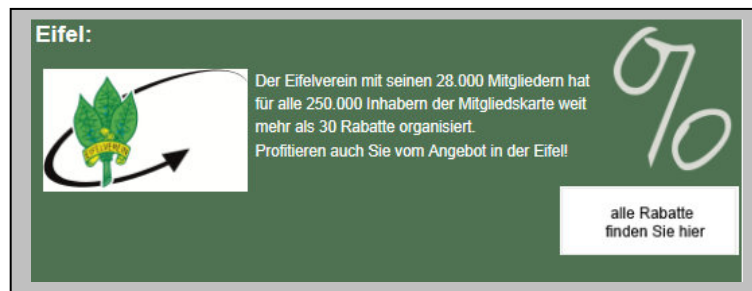 Eifel:
Der Eifelverein mit seinen 28.000 Mitgliedern hat
für alle 250.000 Inhabern der Mitgliedskarte weit
mehr als 30 Rabatte organisiert.
Profitieren auch Sie vom Angebot in der Eifel!
EIFELVEREIN
%
alle Rabatte
finden Sie hier